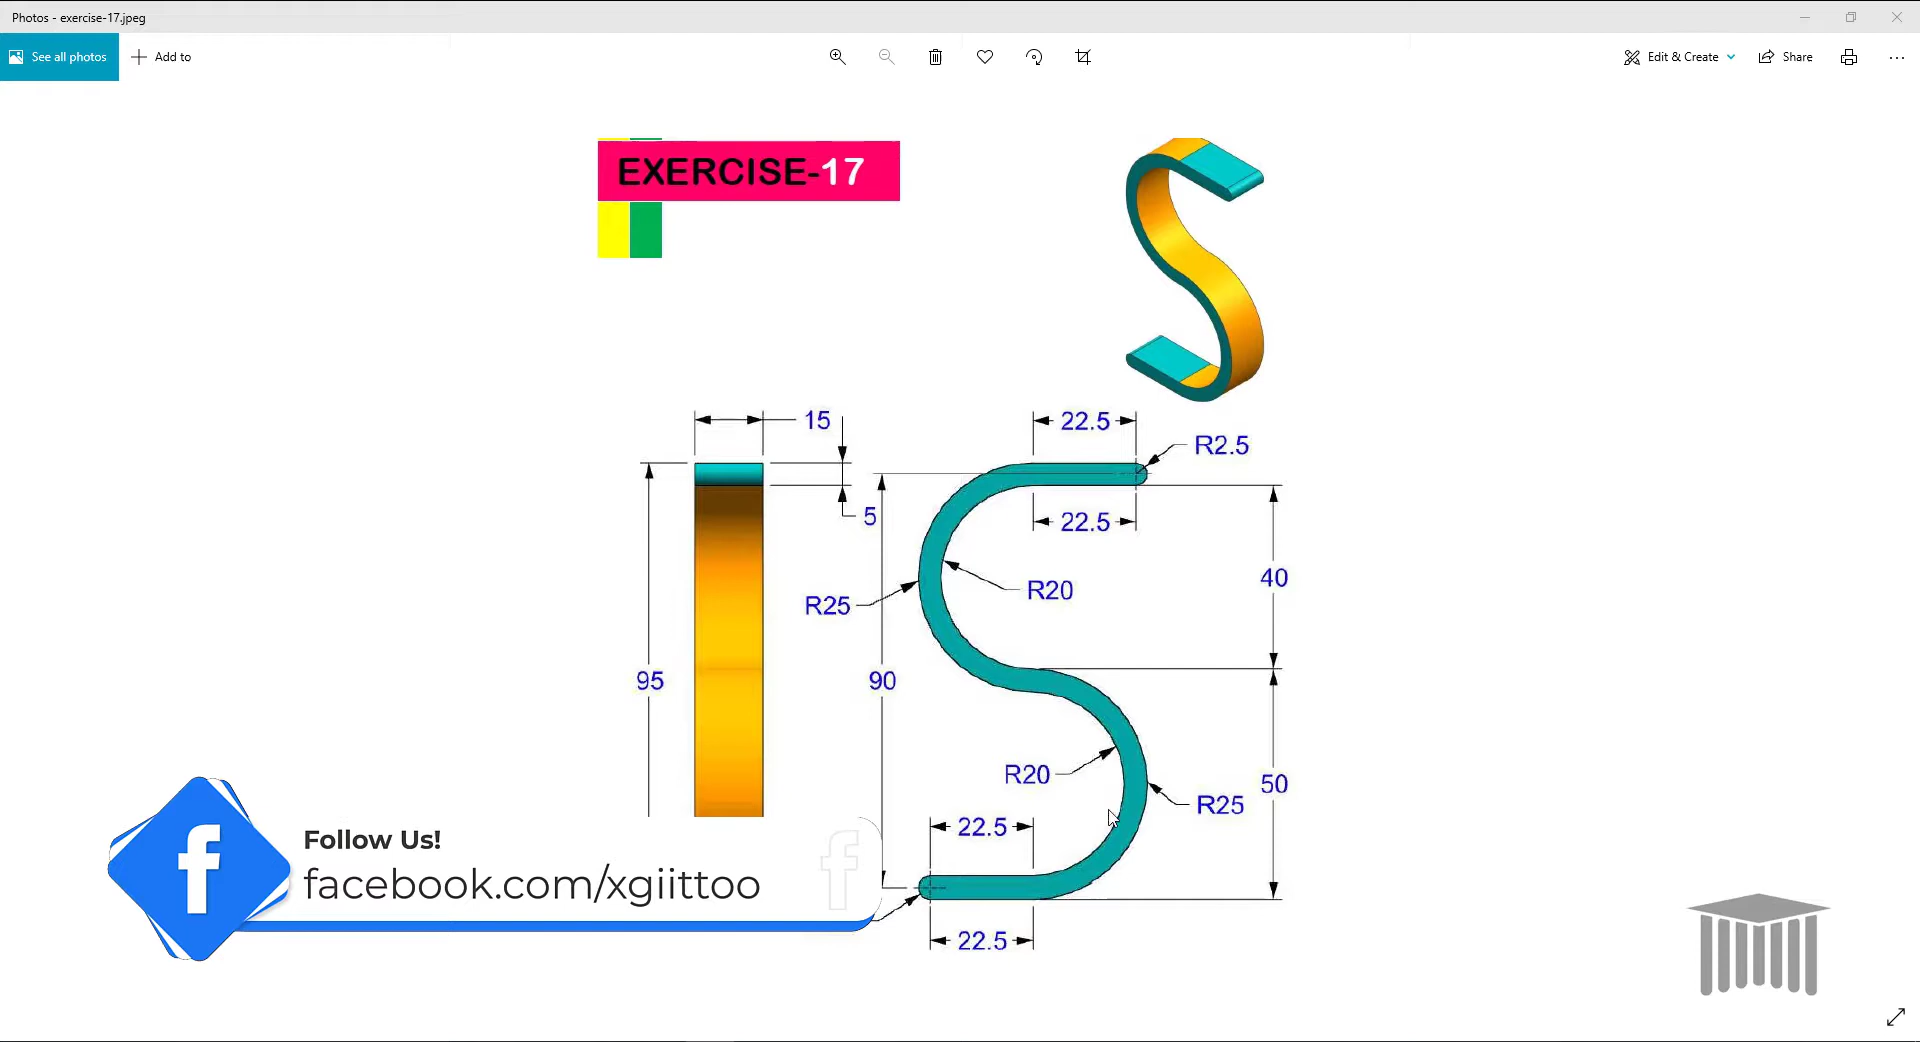 Photos - exercise-17.jpeg
See all photos
Add to
Edit & Create
Share
EXERCISE-17
15
22.5
R2.5
5
22.5
40
R20
R25
95
90
R20
50
R25
22.5
Follow Us!
facebook.com/xgiittoo
22.5